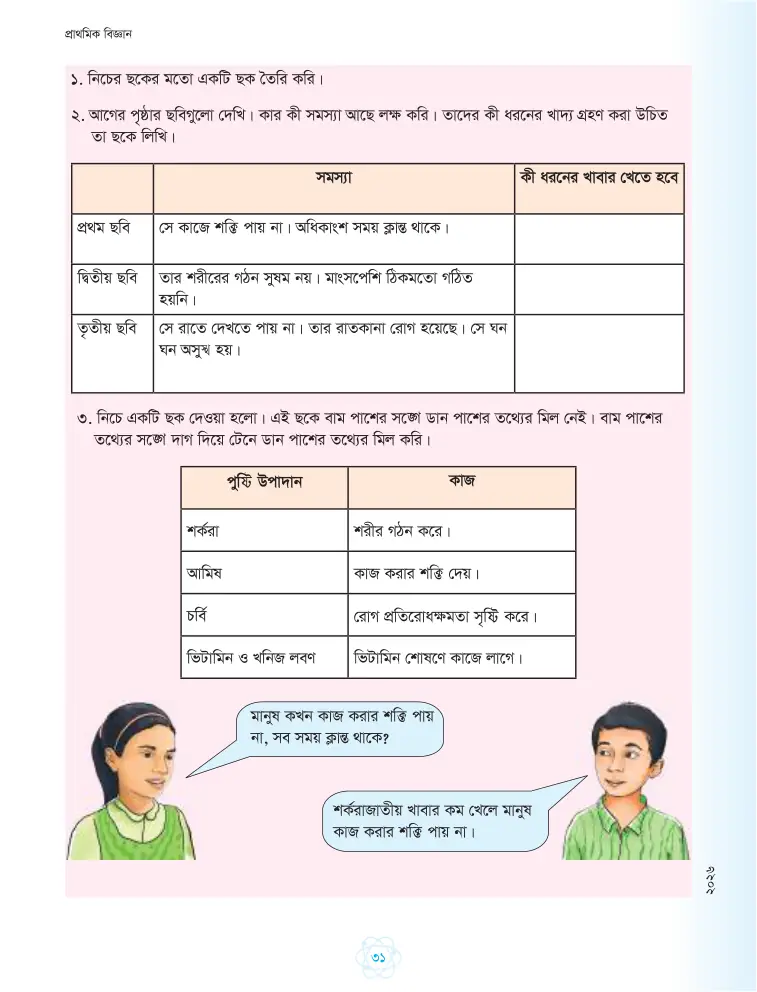 প্রাথমিক বিজ্ঞান
১. নিচের ছকের মতো একটি ছক তৈরি করি।
২. আগের পৃষ্ঠার ছবিগুলো দেখি। কার কী সমস্যা আছে লক্ষ করি। তাদের কী ধরনের খাদ্য গ্রহণ করা উচিত
তা ছকে লিখি।
সমস্যা কী ধরনের খাবার খেতে হবে
প্রথম ছবি সে কাজে শক্তি পায় না। অধিকাংশ সময় ক্লান্ত থাকে।
দ্বিতীয় ছবি তার শরীরের গঠন সুষম নয়। মাংসপেশি ঠিকমতো গঠিত
হয়নি।
তৃতীয় ছবি সে রাতে দেখতে পায় না। তার রাতকানা রোগ হয়েছে। সে ঘন
ঘন অসুস্থ হয়।
৩. নিচে একটি ছক দেওয়া হলো। এই ছকে বাম পাশের সঙ্গে ডান পাশের তথ্যের মিল নেই। বাম পাশের
তথ্যের সঙ্গে দাগ দিয়ে টেনে ডান পাশের তথ্যের মিল করি।
পুষ্টি উপাদান কাজ
শর্করা শরীর গঠন করে।
আমিষ কাজ করার শক্তি দেয়।
চর্বি রোগ প্রতিরোধক্ষমতা সৃষ্টি করে।
ভিটামিন ও খনিজ লবণ ভিটামিন শোষণে কাজে লাগে।
মানুষ কখন কাজ করার শক্তি পায়
না, সব সময় ক্লান্ত থাকে?
শর্করাজাতীয় খাবার কম খেলে মানুষ
কাজ করার শক্তি পায় না।
২০২৬
৩১